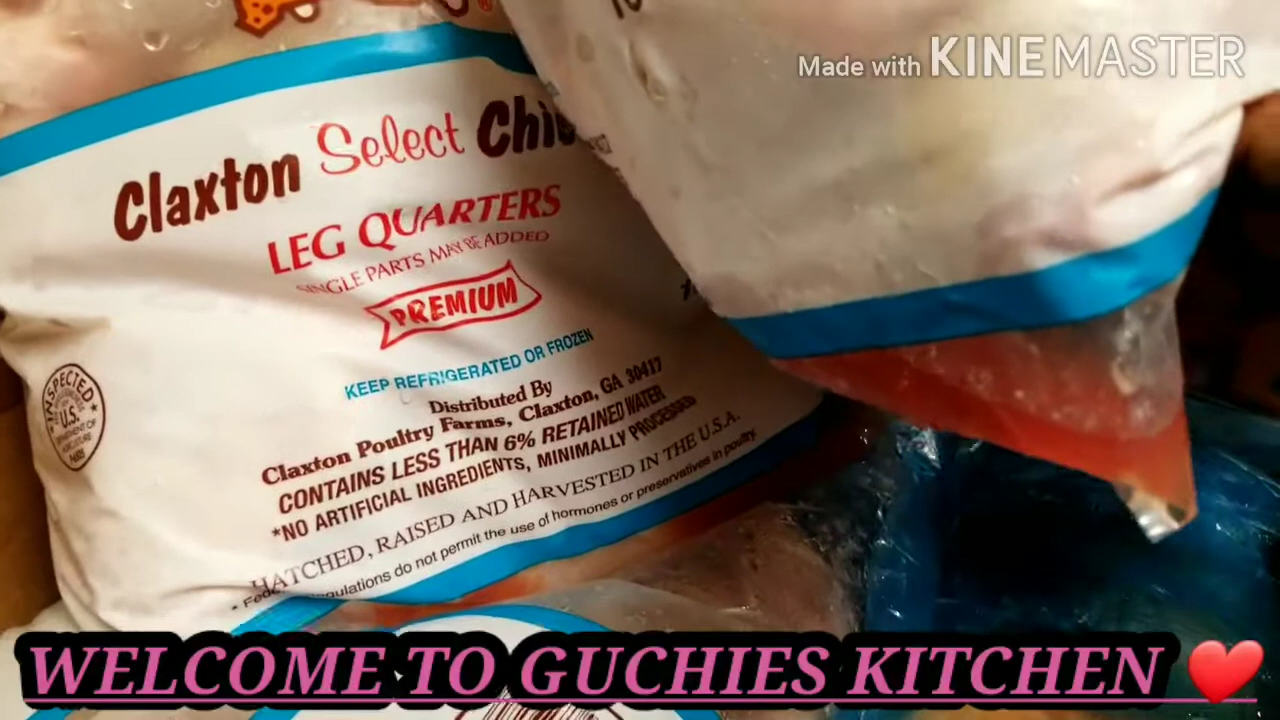 Made with KINEMASTER
Claxton Select
LEG QUARTERS
SINGLE PARTS MAY BE ADDED
PREMIUM
KEEP REFRIGERATED OR FROZEN
Distributed By
Claxton Poultry Farms, Claxton, GA 30417
CONTAINS LESS THAN 6% RETAINED WATER
*NO ARTIFICIAL INGREDIENTS, MINIMALLY PROCESSED
HATCHED, RAISED AND HARVESTED IN THE U.S.A.
do not permit the use of hormones or preservatives in poultry.
INSPECTED
U.S.
DEPARTMENT OF
AGRICULTURE
WELCOME TO GUCHIES KITCHEN ❤